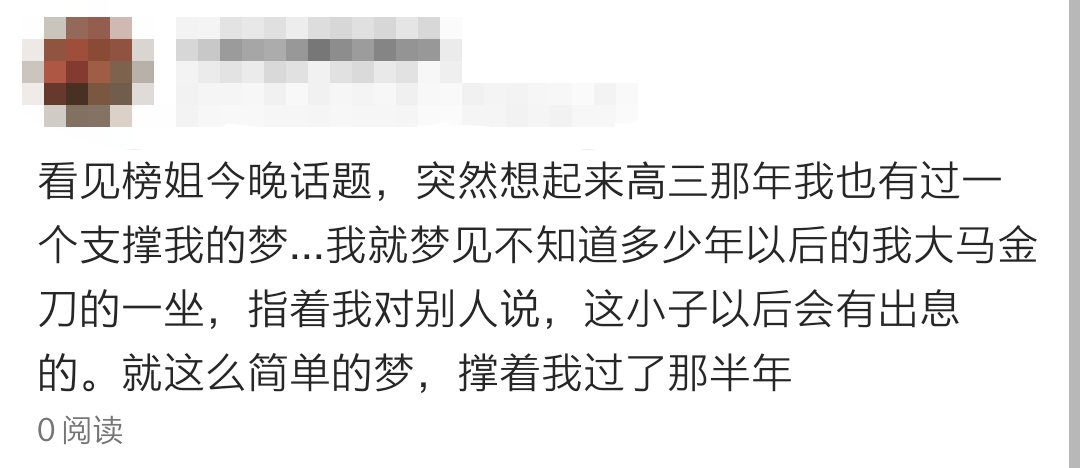 看见榜姐今晚话题，突然想起来高三那年我也有过一
个支撑我的梦...我就梦见不知道多少年以后的我大马金
刀的一坐，指着我对别人说，这小子以后会有出息
的。就这么简单的梦，撑着我过了那半年
0阅读